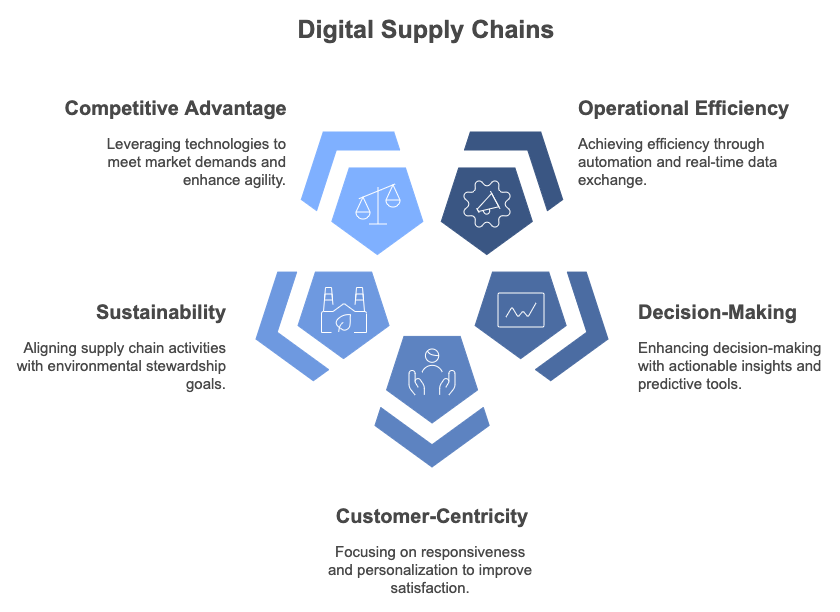 Digital Supply Chains
Competitive Advantage
Leveraging technologies to
meet market demands and
enhance agility.
Operational Efficiency
Achieving efficiency through
automation and real-time data
exchange.
Sustainability
Aligning supply chain activities
with environmental stewardship
goals.
Decision-Making
Enhancing decision-making
with actionable insights and
predictive tools.
Customer-Centricity
Focusing on responsiveness
and personalization to improve
satisfaction.